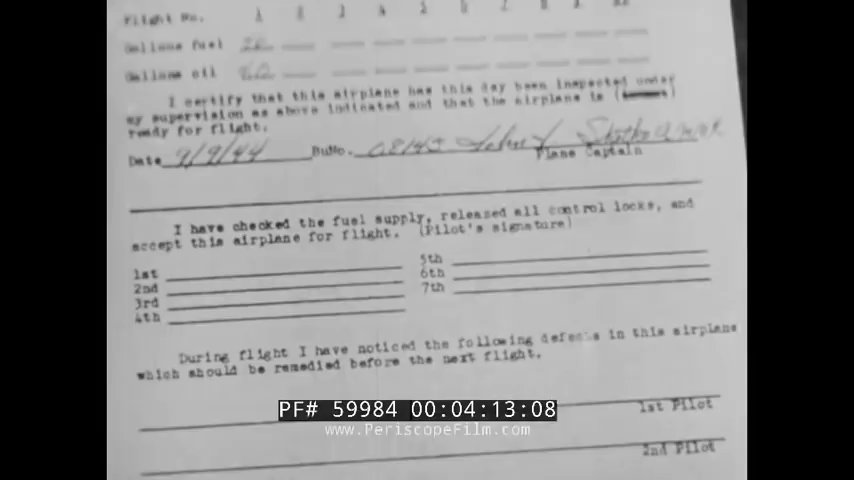 Flight No. 1 2 3 4 5 6 7 8 9
Gallons fuel
Gallons oil 60
I certify that this airplane has this day been inspected under
my supervision as above indicated and that the airplane is ( )
ready for flight.
Date 9/9/44 BuNo. 08143 John L.
Plane Captain
I have checked the fuel supply, released all control locks, and
accept this airplane for flight. (Pilot's signature)
1st 5th
2nd 6th
3rd 7th
4th
During flight I have noticed the following defects in this airplane
which should be remedied before the next flight.
1st Pilot
2nd Pilot
PF# 59984 00:04:13:08
www.PeriscopeFilm.com